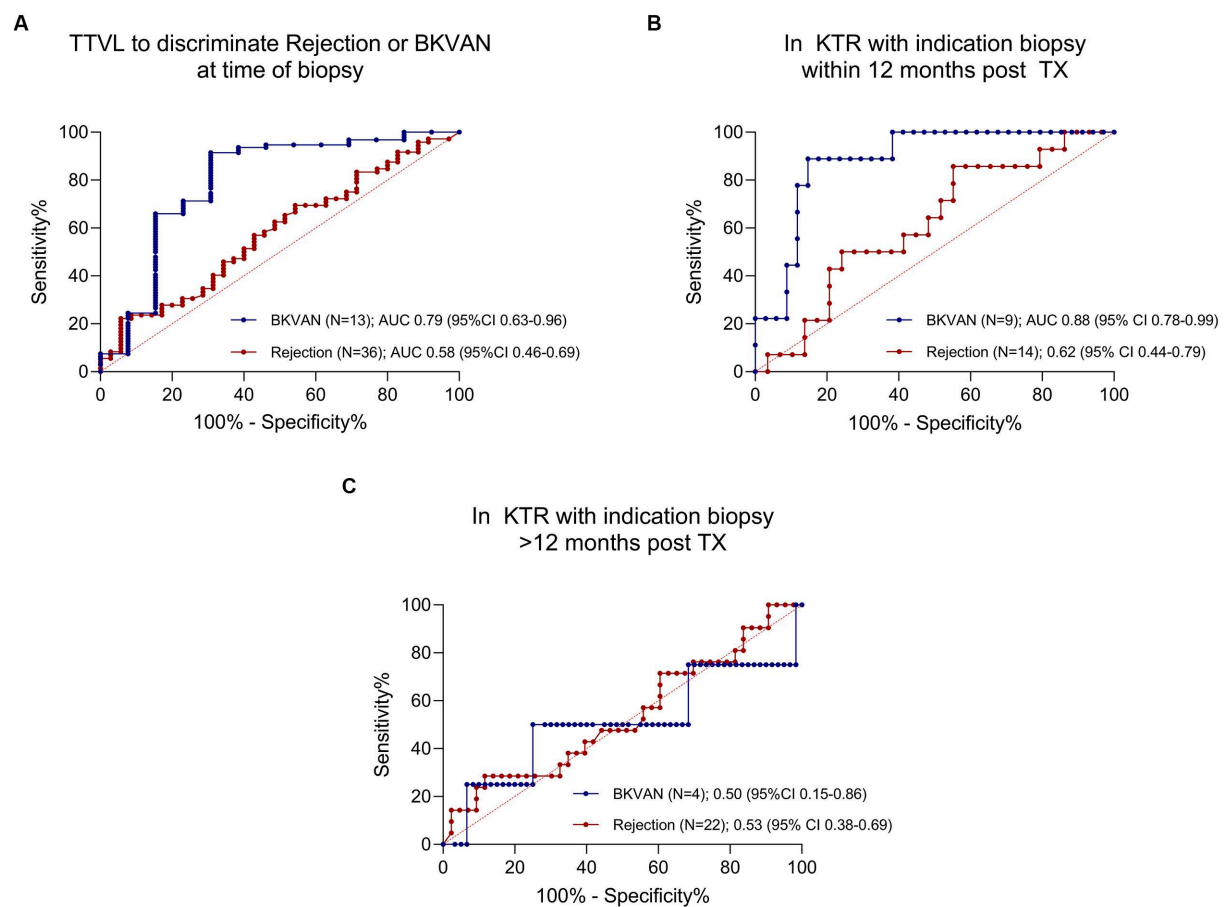 A
TTVL to discriminate Rejection or BKVAN
at time of biopsy
Sensitivity%
100
80
60
40
20
0
BKVAN (N=13); AUC 0.79 (95%CI 0.63-0.96)
Rejection (N=36); AUC 0.58 (95%CI 0.46-0.69)
0 20 40 60 80 100
100% - Specificity%
B
In KTR with indication biopsy
within 12 months post TX
Sensitivity%
100
80
60
40
20
0
BKVAN (N=9); AUC 0.88 (95% CI 0.78-0.99)
Rejection (N=14); 0.62 (95% CI 0.44-0.79)
0 20 40 60 80 100
100% - Specificity%
C
In KTR with indication biopsy
>12 months post TX
Sensitivity%
100
80
60
40
20
0
BKVAN (N=4); 0.50 (95%CI 0.15-0.86)
Rejection (N=22); 0.53 (95% CI 0.38-0.69)
0 20 40 60 80 100
100% - Specificity%